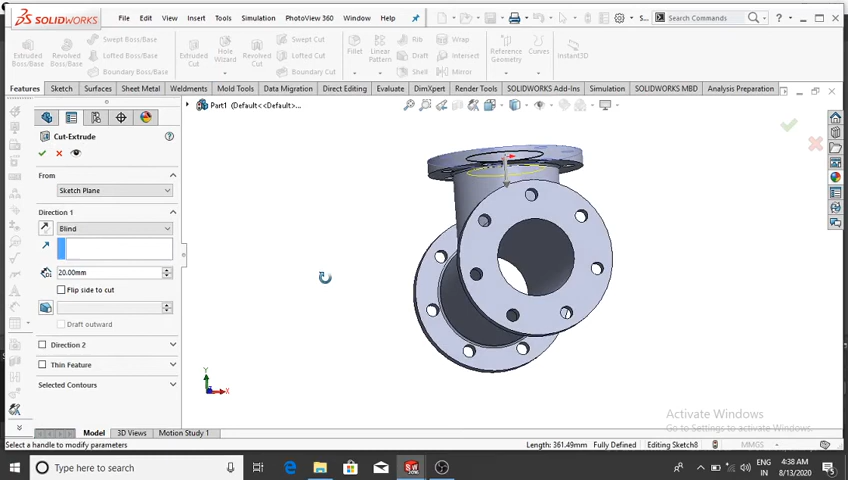 SOLIDWORKS File Edit View Insert Tools Simulation PhotoView 360 Window Help S... Search Commands
Extruded Boss/Base Revolved Boss/Base Swept Boss/Base Lofted Boss/Base Boundary Boss/Base Extruded Cut Hole Wizard Revolved Cut Swept Cut Lofted Cut Boundary Cut Fillet Linear Pattern Rib Draft Shell Wrap Intersect Mirror Reference Geometry Curves Instant3D
Features Sketch Surfaces Sheet Metal Weldments Mold Tools Data Migration Direct Editing Evaluate DimXpert Render Tools SOLIDWORKS Add-Ins Simulation SOLIDWORKS MBD Analysis Preparation
Part1 (Default<<Default>...
Cut-Extrude
From
Sketch Plane
Direction 1
Blind
20.00mm
Flip side to cut
Draft outward
Direction 2
Thin Feature
Selected Contours
Y
X
Activate Windows
Go to Settings to activate Windows.
Model 3D Views Motion Study 1
Select a handle to modify parameters Length: 361.49mm Fully Defined Editing Sketch8 MMGS
Type here to search
ENG 4:38 AM
IN 8/13/2020